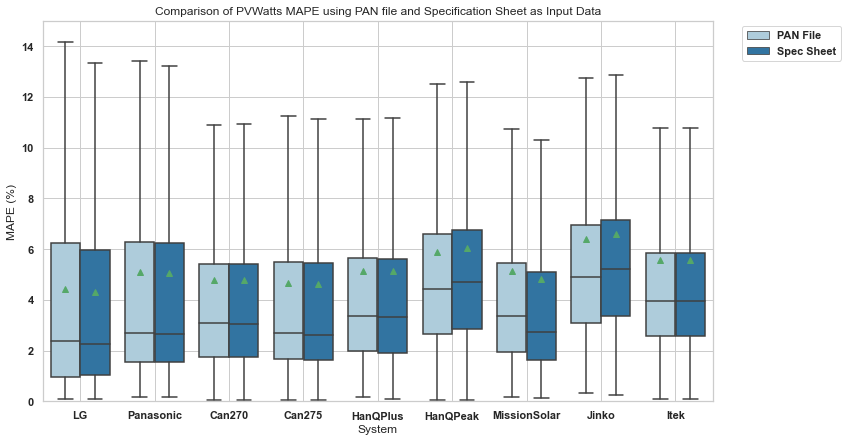 Comparison of PVWatts MAPE using PAN file and Specification Sheet as Input Data
PAN File
Spec Sheet
MAPE (%)
14
12
10
8
6
4
2
0
LG Panasonic Can270 Can275 HanQPlus HanQPeak MissionSolar Jinko Itek
System